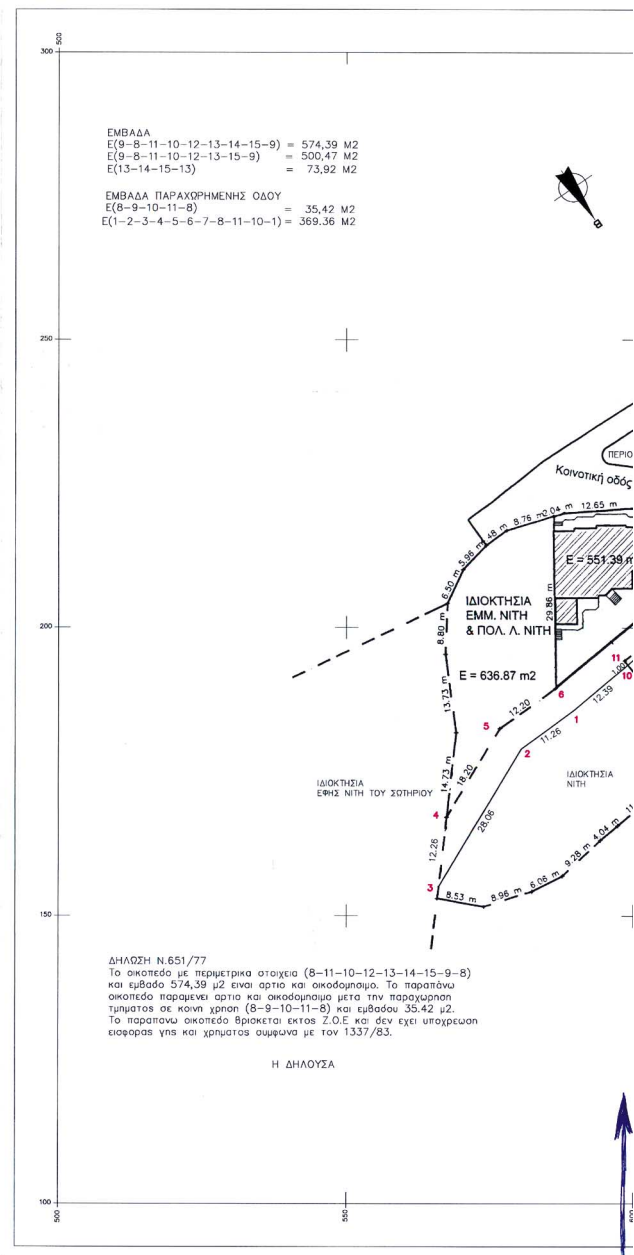 500
300
ΕΜΒΑΔΑ
Ε(9-8-11-10-12-13-14-15-9) = 574,39 Μ2
Ε(9-8-11-10-12-13-15-9) = 500,47 Μ2
Ε(13-14-15-13) = 73,92 Μ2
ΕΜΒΑΔΑ ΠΑΡΑΧΩΡΗΜΕΝΗΣ ΟΔΟΥ
Ε(8-9-10-11-8) = 35,42 Μ2
Ε(1-2-3-4-5-6-7-8-11-10-1) = 369.36 Μ2
Β
250
ΠΕΡΙΟ
Κοινοτική οδός
12.65 m
2.04 m
8.76 m
.48 m
5.96 m
6.50 m
Ε = 551.39 m
ΙΔΙΟΚΤΗΣΙΑ
ΕΜΜ. ΝΙΤΗ
& ΠΟΛ. Λ. ΝΙΤΗ
29.86 m
200
8.80 m
11
1.00
10
Ε = 636.87 m2
6
12.39
13.73 m
12.20
1
5
2
11.26
14.73 m
18.20
ΙΔΙΟΚΤΗΣΙΑ
ΕΦΗΣ ΝΙΤΗ ΤΟΥ ΣΩΤΗΡΙΟΥ
ΙΔΙΟΚΤΗΣΙΑ
ΝΙΤΗ
4
28.06
12.26
4.04 m
9.28 m
6.06 m
8.96 m
8.53 m
3
150
ΔΗΛΩΣΗ Ν.651/77
Το οικοπεδο με περιμετρικα στοιχεια (8-11-10-12-13-14-15-9-8)
και εμβαδο 574,39 μ2 ειναι αρτιο και οικοδομησιμο. Το παραπάνω
οικοπεδο παραμενει αρτιο και οικοδομησιμο μετα την παραχωρηση
τμηματος σε κοινη χρηση (8-9-10-11-8) και εμβαδου 35.42 μ2.
Το παραπανω οικοπεδο βρισκεται εκτος Ζ.Ο.Ε και δεν εχει υποχρεωση
εισφορας γης και χρηματος συμφωνα με τον 1337/83.
Η ΔΗΛΟΥΣΑ
100
500
550
600